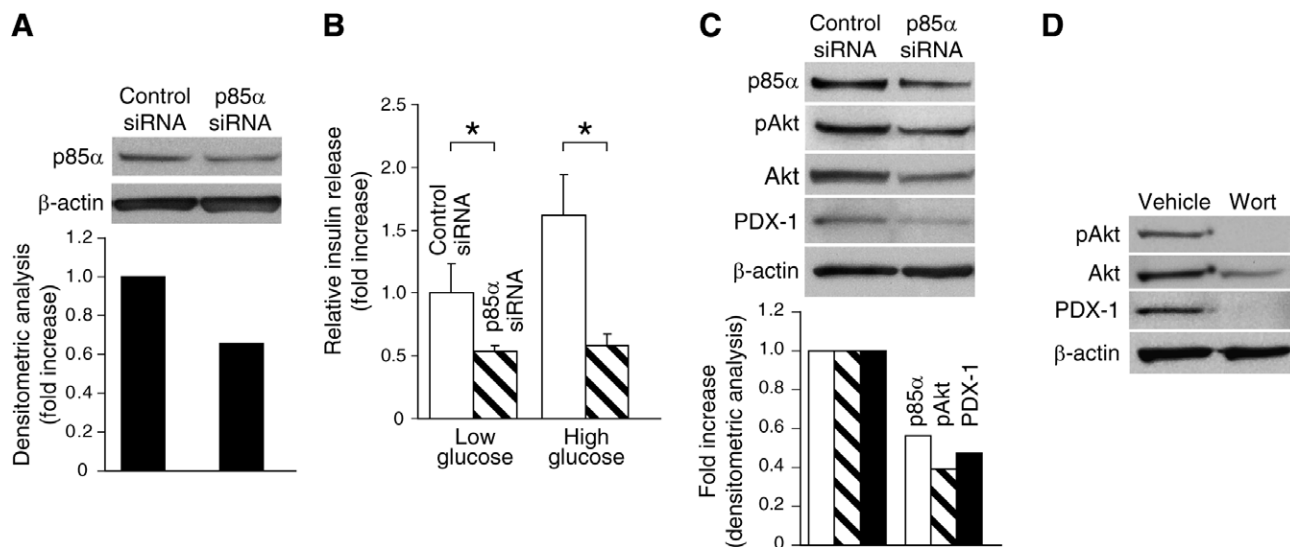 A
Control p85α
siRNA siRNA
p85α
β-actin
Densitometric analysis
(fold increase)
1.2
1.0
0.8
0.6
0.4
0.2
0
B
Relative insulin release
(fold increase)
2.5
2.0
1.5
1.0
0.5
0
*
*
Control
siRNA
p85α
siRNA
Low
glucose
High
glucose
C
Control p85α
siRNA siRNA
p85α
pAkt
Akt
PDX-1
β-actin
Fold increase
(densitometric analysis)
1.2
1
0.8
0.6
0.4
0.2
0
p85α
pAkt
PDX-1
D
Vehicle Wort
pAkt
Akt
PDX-1
β-actin